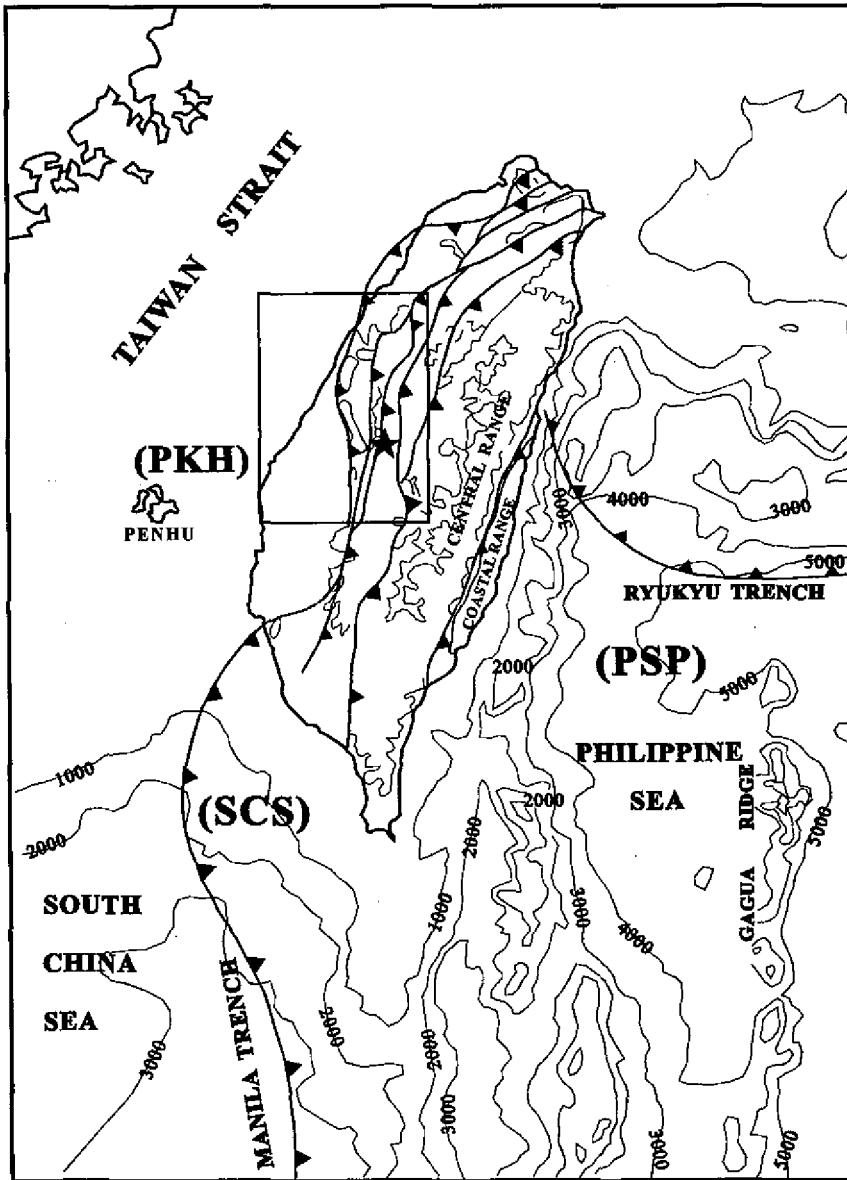 TAIWAN STRAIT
(PKH)
PENHU
CENTRAL RANGE
COASTAL RANGE
3000
4000
3000
5000
RYUKYU TRENCH
(PSP)
2000
5000
PHILIPPINE
SEA
RIDGE
GAGUA
5000
1000
2000
(SCS)
2000
2000
1000
3000
4000
SOUTH
CHINA
SEA
MANILA TRENCH
3000
2000
2000
3000
3000
5000